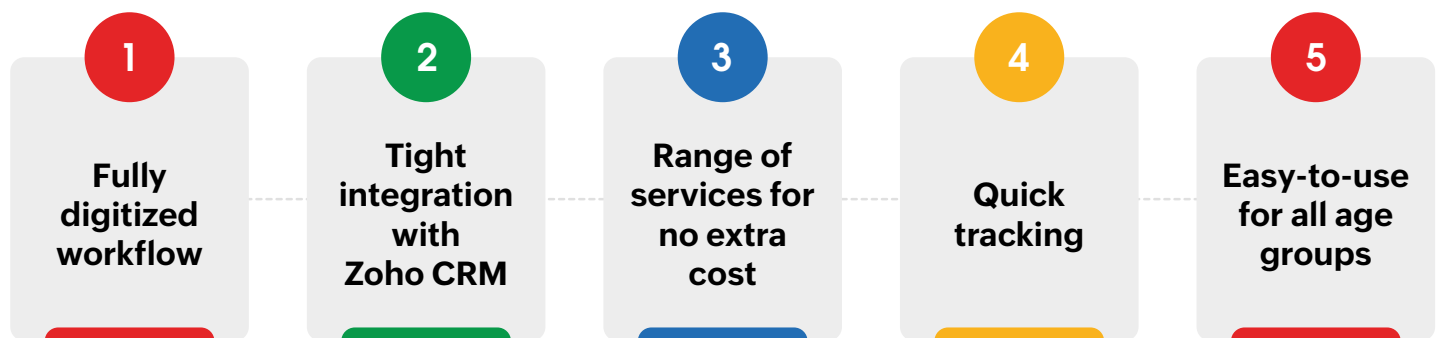 1
Fully
digitized
workflow
2
Tight
integration
with
Zoho CRM
3
Range of
services for
no extra
cost
4
Quick
tracking
5
Easy-to-use
for all age
groups